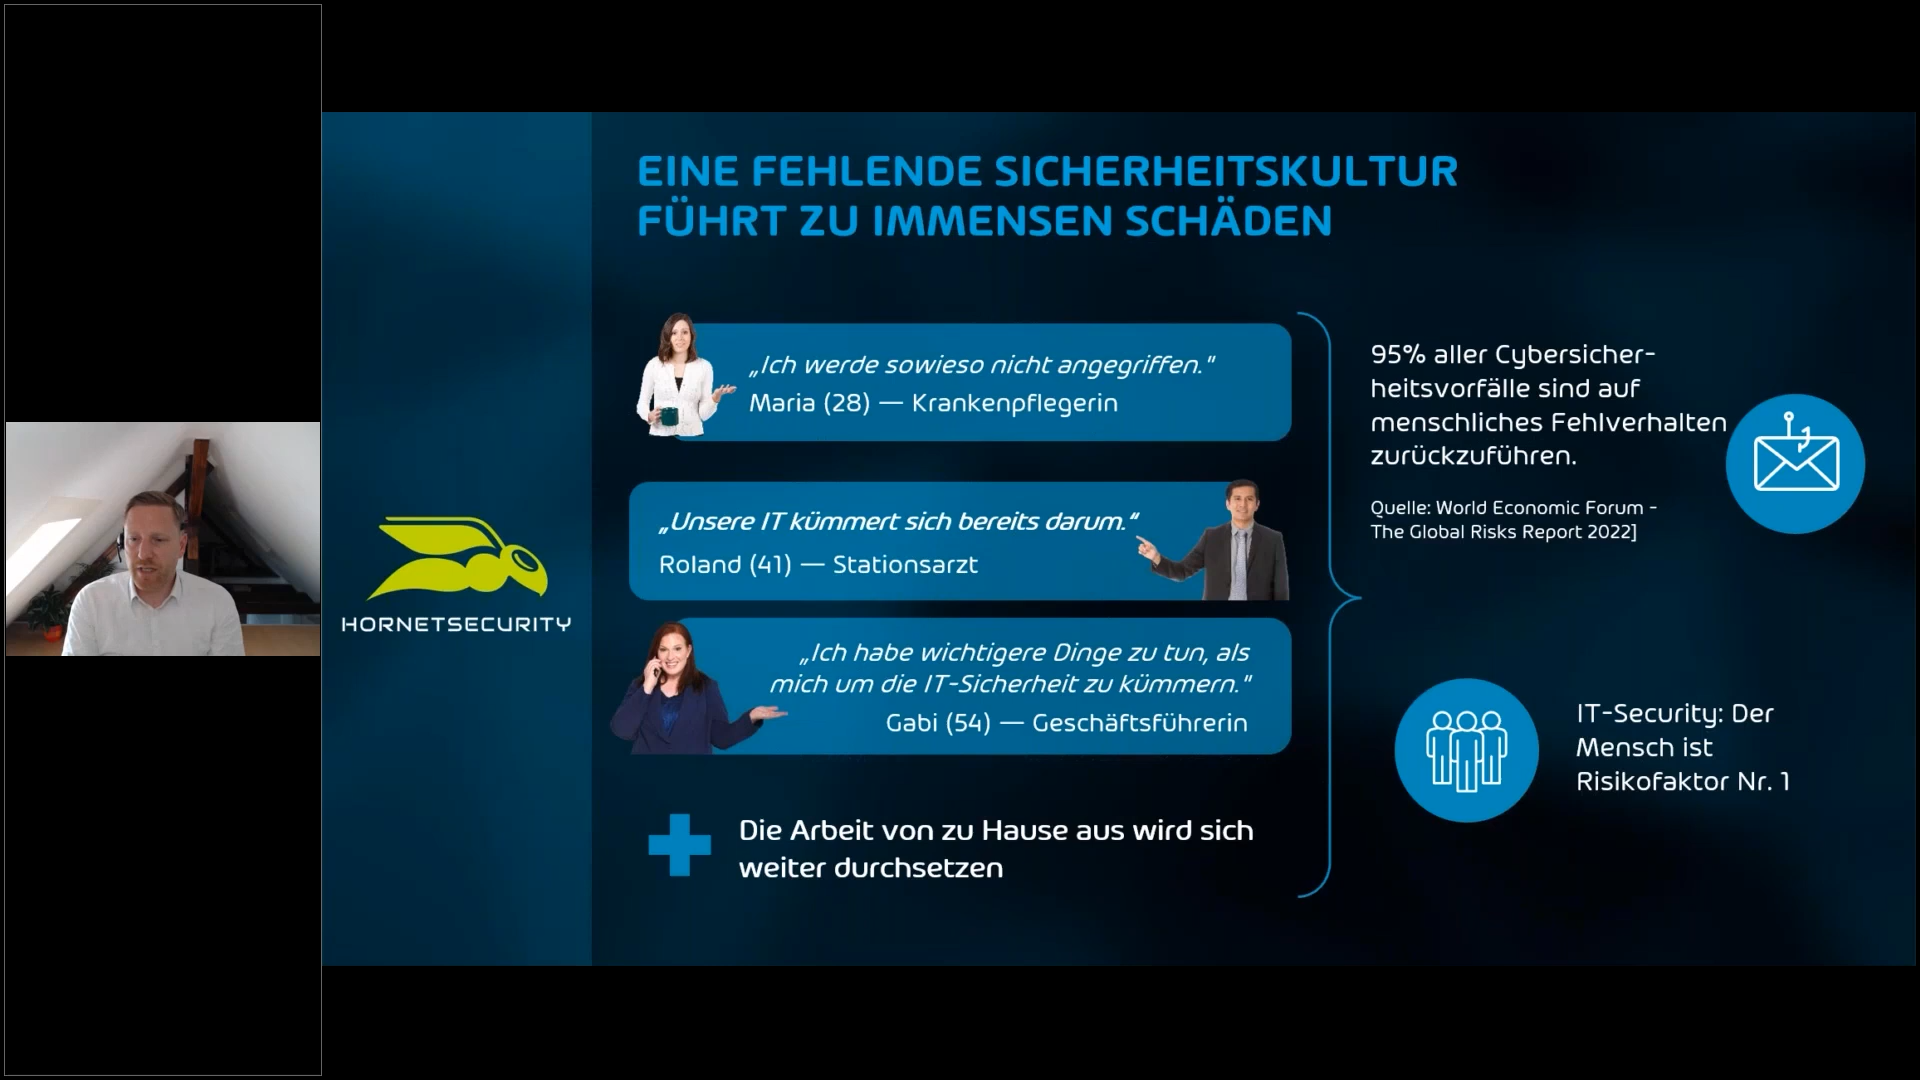 EINE FEHLENDE SICHERHEITSKULTUR
FÜHRT ZU IMMENSEN SCHÄDEN
„Ich werde sowieso nicht angegriffen."
Maria (28) — Krankenpflegerin
„Unsere IT kümmert sich bereits darum.“
Roland (41) — Stationsarzt
„Ich habe wichtigere Dinge zu tun, als
mich um die IT-Sicherheit zu kümmern."
Gabi (54) — Geschäftsführerin
Die Arbeit von zu Hause aus wird sich
weiter durchsetzen
95% aller Cybersicher-
heitsvorfälle sind auf
menschliches Fehlverhalten
zurückzuführen.
Quelle: World Economic Forum -
The Global Risks Report 2022]
IT-Security: Der
Mensch ist
Risikofaktor Nr. 1
HORNETSECURITY